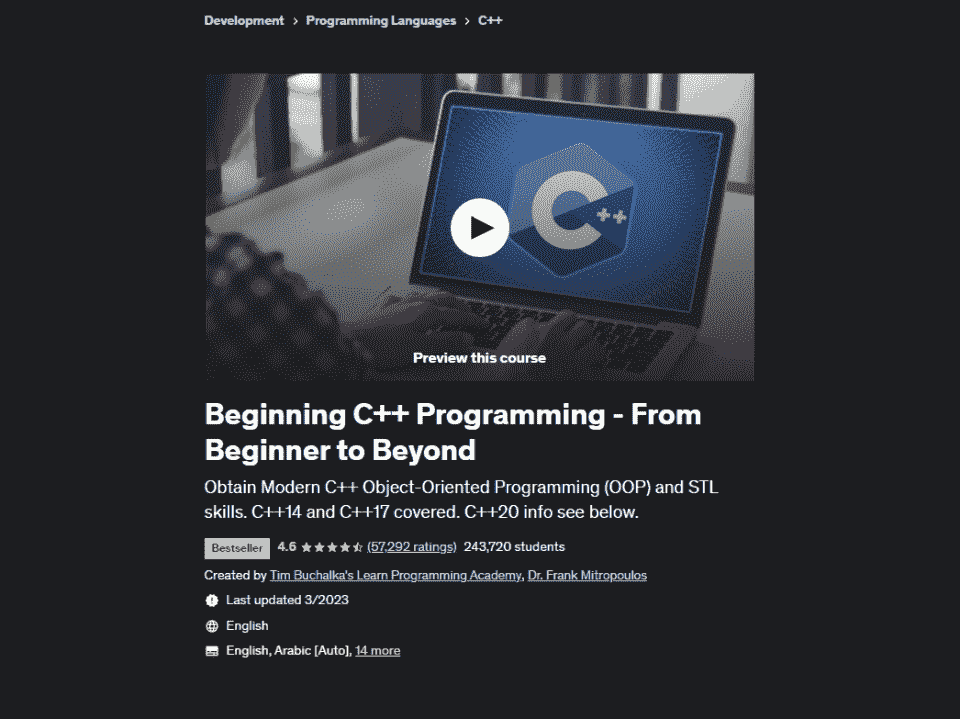 Development > Programming Languages > C++
C++
Preview this course
Beginning C++ Programming - From
Beginner to Beyond
Obtain Modern C++ Object-Oriented Programming (OOP) and STL
skills. C++14 and C++17 covered. C++20 info see below.
Bestseller 4.6 (57,292 ratings) 243,720 students
Created by Tim Buchalka's Learn Programming Academy, Dr. Frank Mitropoulos
Last updated 3/2023
English
English, Arabic [Auto], 14 more